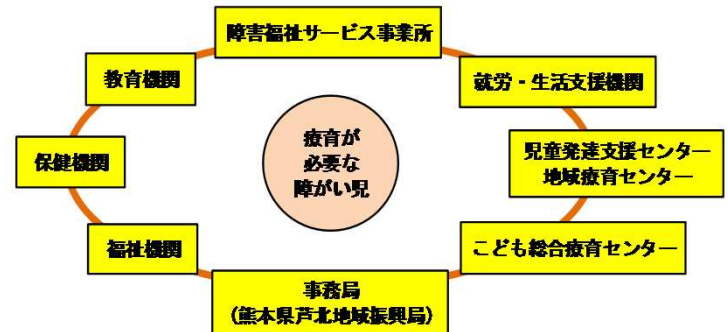 障害福祉サービス事業所
教育機関
就労・生活支援機関
療育が
必要な
障がい児
保健機関
児童発達支援センター
地域療育センター
福祉機関
こども総合療育センター
事務局
(熊本県芦北地域振興局)